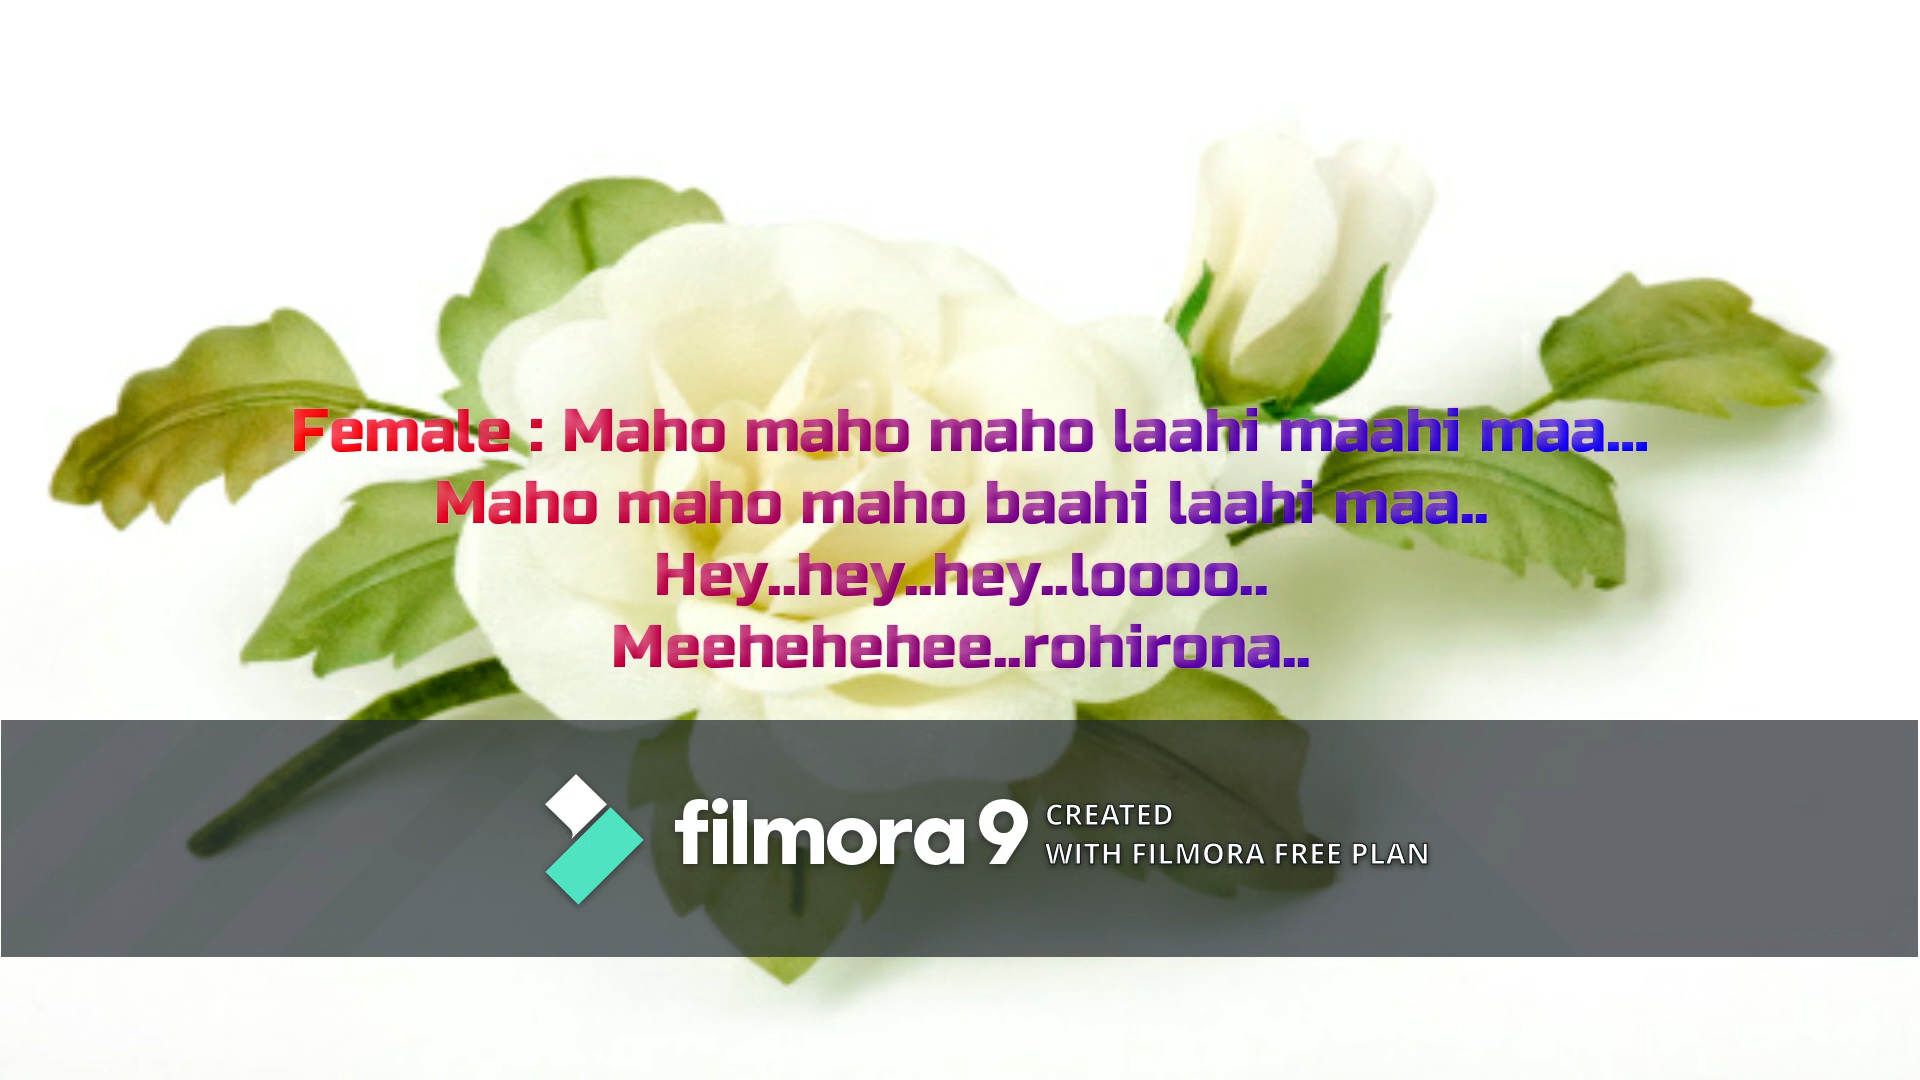 Female : Maho maho maho laahi maahi maa...
Maho maho maho baahi laahi maa..
Hey..hey..hey..loooo..
Meehehehee..rohirona..
filmora 9
CREATED
WITH FILMORA FREE PLAN